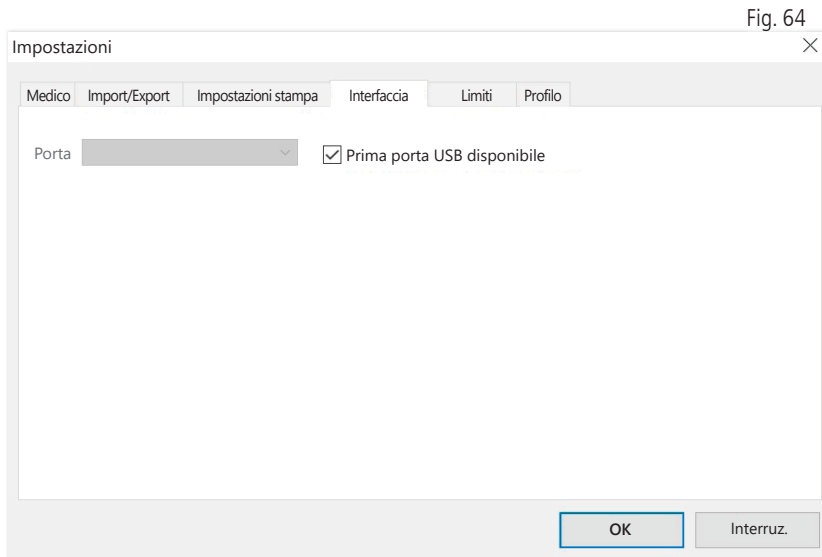 Fig. 64
Impostazioni
Medico Import/Export Impostazioni stampa Interfaccia Limiti Profilo
Porta Prima porta USB disponibile
OK Interruz.